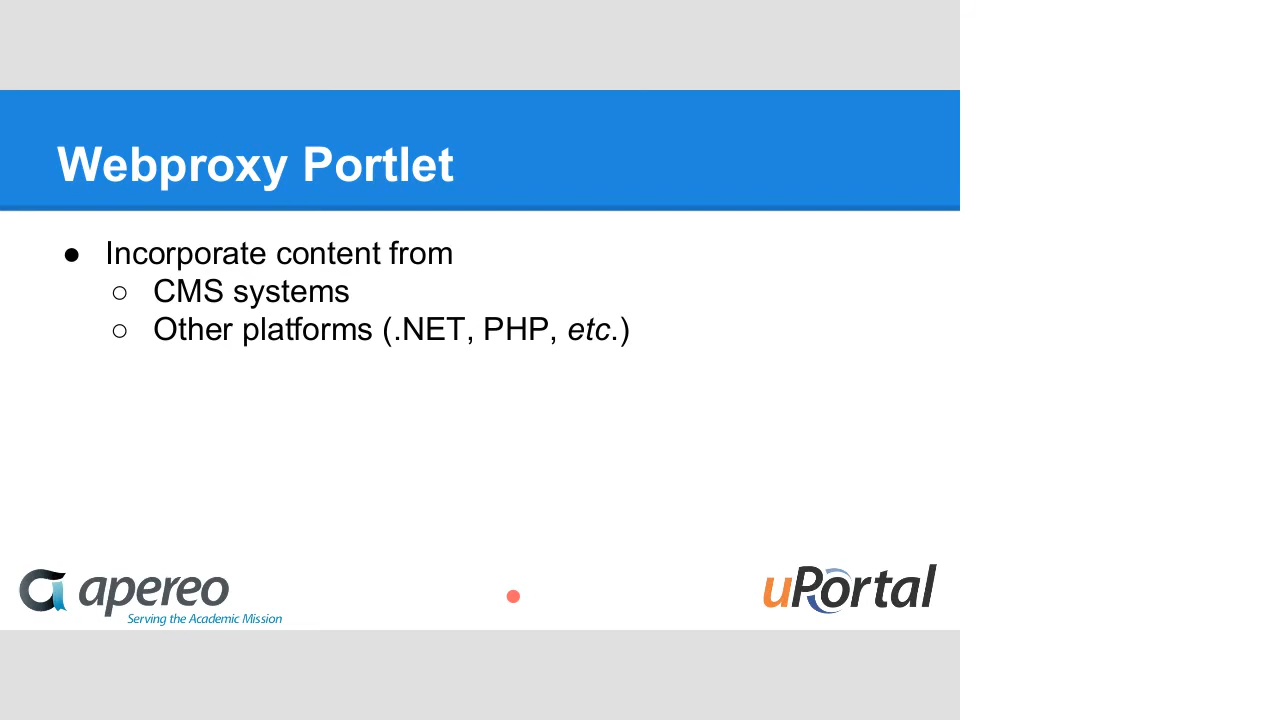 Webproxy Portlet
● Incorporate content from
○ CMS systems
○ Other platforms (.NET, PHP, etc.)
apereo
Serving the Academic Mission
uPortal